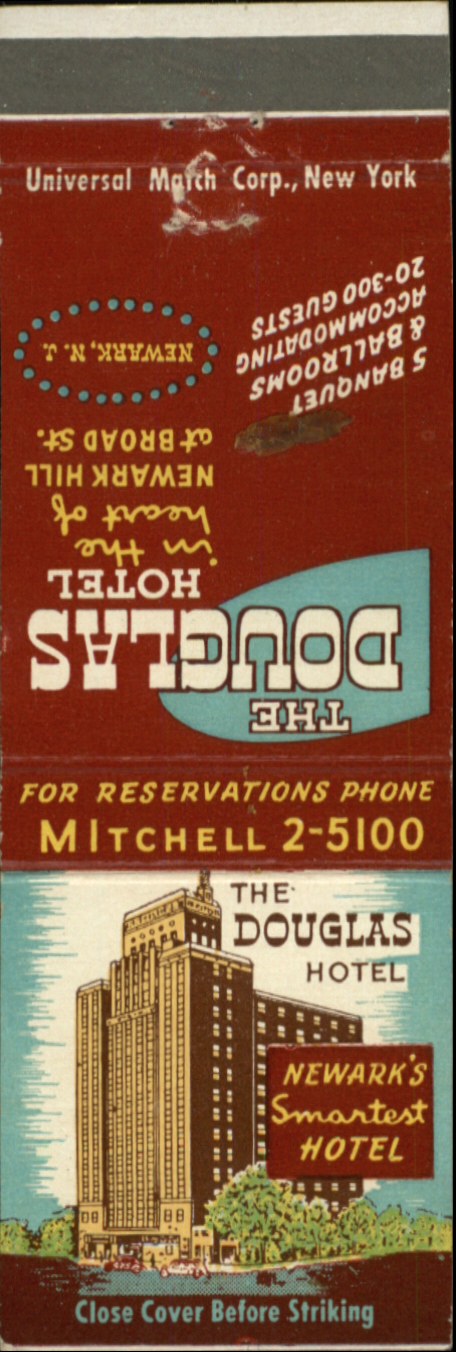 Universal Match Corp., New York
THE
DOUGLAS
HOTEL
in the
heart of
NEWARK HILL
at BROAD St.
NEWARK, N. J.
5 BANQUET
& BALLROOMS
ACCOMMODATING
20-300 GUESTS
FOR RESERVATIONS PHONE
MITCHELL 2-5100
THE
DOUGLAS
HOTEL
NEWARK'S
Smartest
HOTEL
Close Cover Before Striking